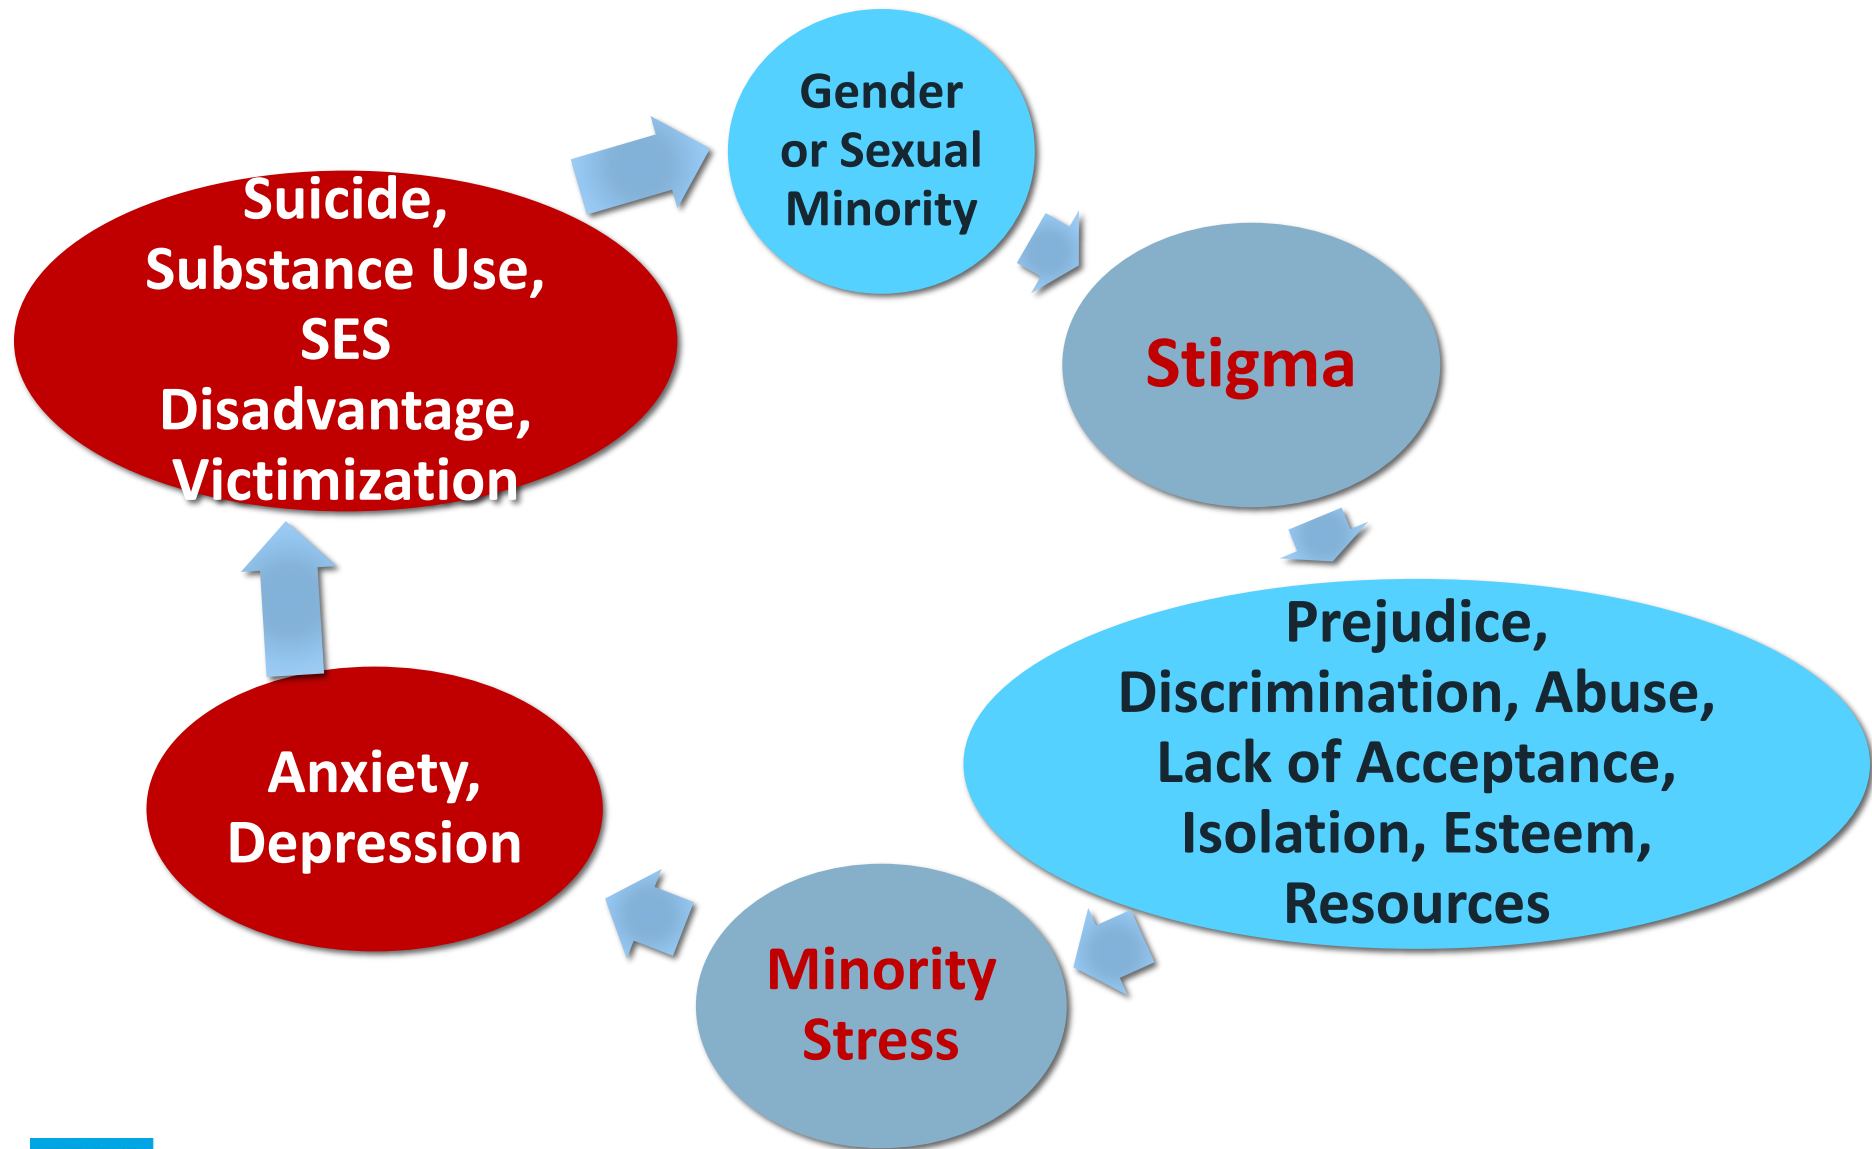 Gender
or Sexual
Minority
Stigma
Prejudice,
Discrimination, Abuse,
Lack of Acceptance,
Isolation, Esteem,
Resources
Minority
Stress
Anxiety,
Depression
Suicide,
Substance Use,
SES
Disadvantage,
Victimization